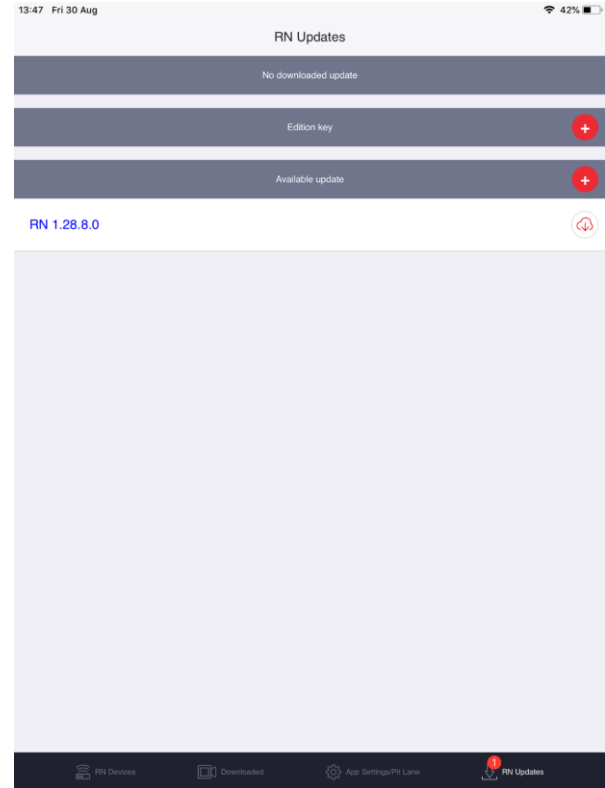 13:47 Fri 30 Aug 42%
RN Updates
No downloaded update
Edition key
+
Available update
+
RN 1.28.8.0
RN Devices Downloaded App Settings/Pit Lane 1 RN Updates